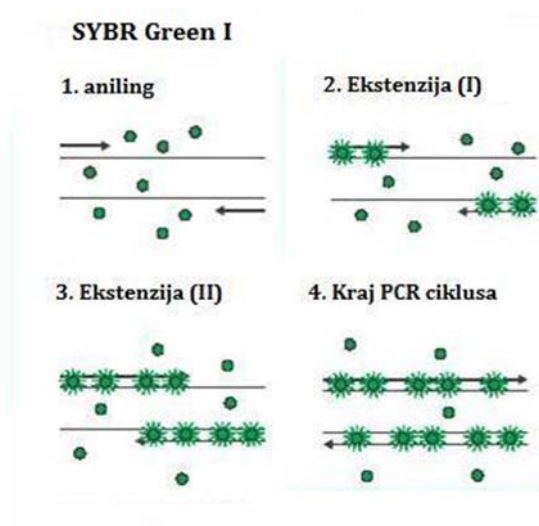 SYBR Green I
1. aniling
2. Ekstenzija (I)
3. Ekstenzija (II)
4. Kraj PCR ciklusa